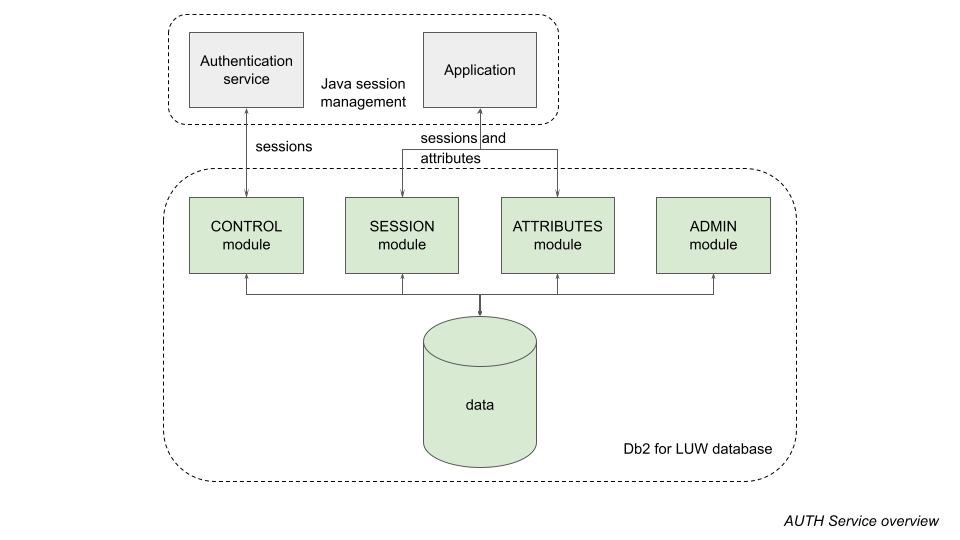 Authentication
service
Application
Java session
management
sessions
sessions and
attributes
CONTROL
module
SESSION
module
ATTRIBUTES
module
ADMIN
module
data
Db2 for LUW database
AUTH Service overview